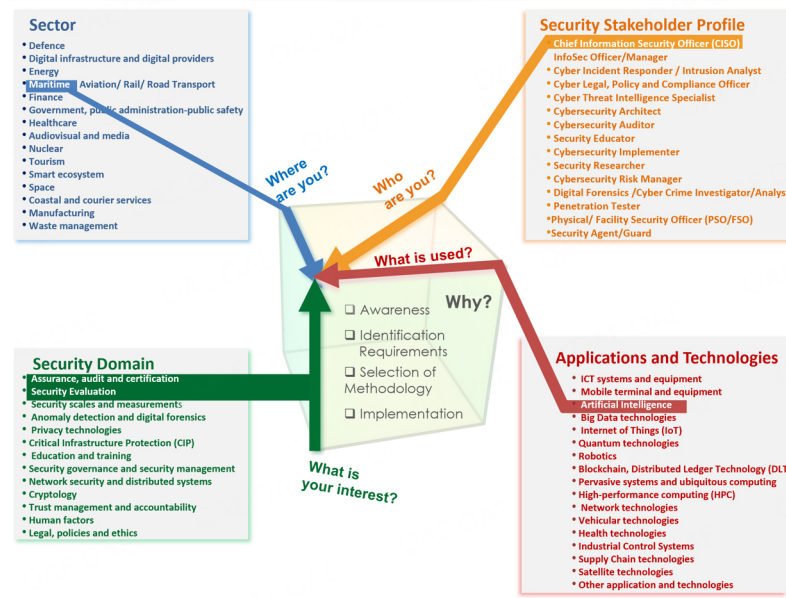 Sector
• Defence
• Digital infrastructure and digital providers
• Energy
• Maritime Aviation/ Rail/ Road Transport
• Finance
• Government, public administration-public safety
• Healthcare
• Audiovisual and media
• Nuclear
• Tourism
• Smart ecosystem
• Space
• Coastal and courier services
• Manufacturing
• Waste management
Security Stakeholder Profile
• Chief Information Security Officer (CISO)
InfoSec Officer/Manager
• Cyber Incident Responder / Intrusion Analyst
• Cyber Legal, Policy and Compliance Officer
• Cyber Threat Intelligence Specialist
• Cybersecurity Architect
• Cybersecurity Auditor
• Security Educator
• Cybersecurity Implementer
• Security Researcher
• Cybersecurity Risk Manager
• Digital Forensics /Cyber Crime Investigator/Analys
• Penetration Tester
•Physical/ Facility Security Officer (PSO/FSO)
•Security Agent/Guard
Where
are you?
Who
are you?
What is used?
Why?
❑ Awareness
❑ Identification
Requirements
❑ Selection of
Methodology
❑ Implementation
Security Domain
• Assurance, audit and certification
• Security Evaluation
• Security scales and measurements
• Anomaly detection and digital forensics
• Privacy technologies
• Critical Infrastructure Protection (CIP)
• Education and training
• Security governance and security management
• Network security and distributed systems
• Cryptology
• Trust management and accountability
• Human factors
• Legal, policies and ethics
What is
your interest?
Applications and Technologies
• ICT systems and equipment
• Mobile terminal and equipment
• Artificial Intelligence
• Big Data technologies
• Internet of Things (IoT)
• Quantum technologies
• Robotics
• Blockchain, Distributed Ledger Technology (DLT
• Pervasive systems and ubiquitous computing
• High-performance computing (HPC)
• Network technologies
• Vehicular technologies
• Health technologies
• Industrial Control Systems
• Supply Chain technologies
• Satellite technologies
• Other application and technologies